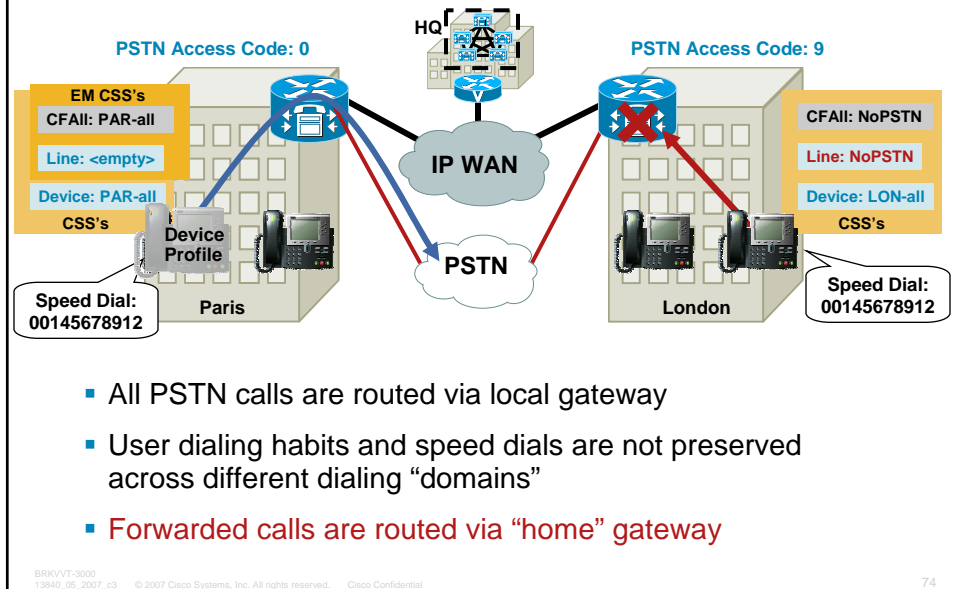 HQ
PSTN Access Code: 0
PSTN Access Code: 9
EM CSS's
CFAll: PAR-all
Line: <empty>
Device: PAR-all
CSS's
Device
Profile
Speed Dial:
00145678912
Paris
IP WAN
PSTN
CFAll: NoPSTN
Line: NoPSTN
Device: LON-all
CSS's
Speed Dial:
00145678912
London
All PSTN calls are routed via local gateway
User dialing habits and speed dials are not preserved
across different dialing “domains”
Forwarded calls are routed via “home” gateway
BRKVVT-3000
13840_05_2007_c3 © 2007 Cisco Systems, Inc. All rights reserved. Cisco Confidential
74